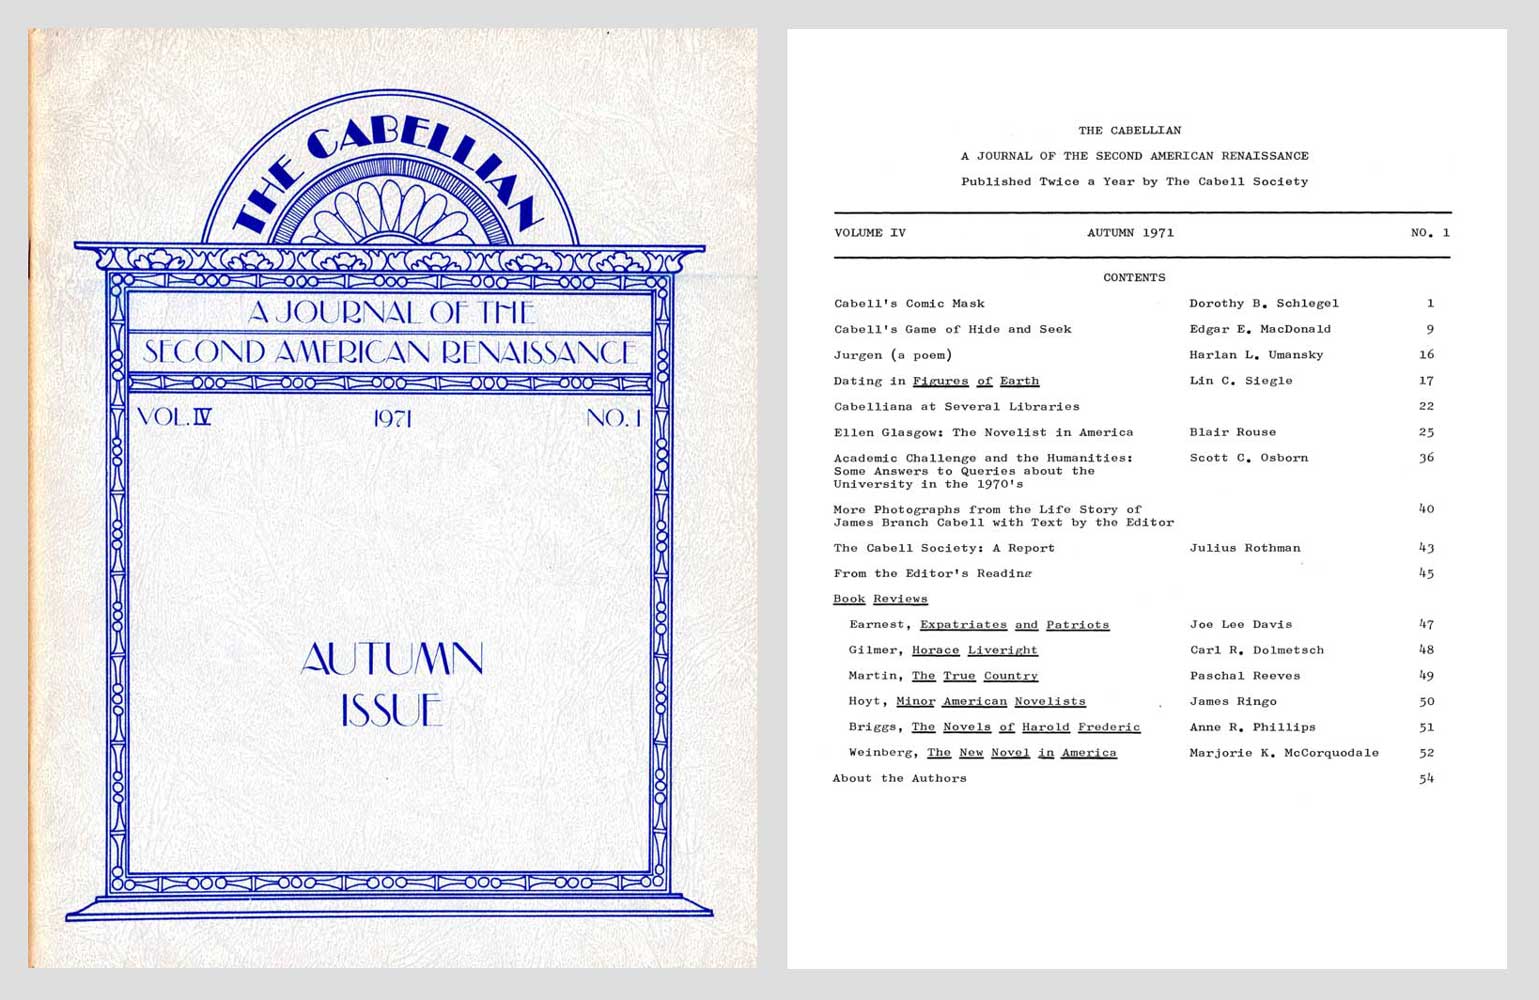 THE CABELLIAN
A JOURNAL OF THE
SECOND AMERICAN RENAISSANCE
VOL. IV 1971 NO. 1
AUTUMN
ISSUE
THE CABELLIAN
A JOURNAL OF THE SECOND AMERICAN RENAISSANCE
Published Twice a Year by The Cabell Society
VOLUME IV AUTUMN 1971 NO. 1
CONTENTS
Cabell's Comic Mask Dorothy B. Schlegel 1
Cabell's Game of Hide and Seek Edgar E. MacDonald 9
Jurgen (a poem) Harlan L. Umansky 16
Dating in Figures of Earth Lin C. Siegle 17
Cabelliana at Several Libraries 22
Ellen Glasgow: The Novelist in America Blair Rouse 25
Academic Challenge and the Humanities: Scott C. Osborn 36
Some Answers to Queries about the
University in the 1970's
More Photographs from the Life Story of 40
James Branch Cabell with Text by the Editor
The Cabell Society: A Report Julius Rothman 43
From the Editor's Reading 45
Book Reviews
Earnest, Expatriates and Patriots Joe Lee Davis 47
Gilmer, Horace Liveright Carl R. Dolmetsch 48
Martin, The True Country Paschal Reeves 49
Hoyt, Minor American Novelists James Ringo 50
Briggs, The Novels of Harold Frederic Anne R. Phillips 51
Weinberg, The New Novel in America Marjorie K. McCorquodale 52
About the Authors 54